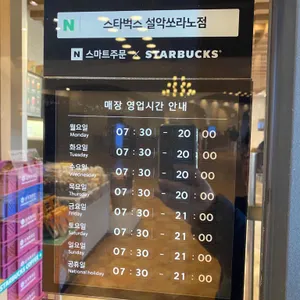 N 스타벅스 설악쏘라노점
N 스마트주문 × STARBUCKS
매장 영업시간 안내
월요일 Monday 07 : 30 - 20 : 00
화요일 Tuesday 07 : 30 - 20 : 00
수요일 Wednesday 07 : 30 - 20 : 00
목요일 Thursday 07 : 30 - 20 : 00
금요일 Friday 07 : 30 - 21 : 00
토요일 Saturday 07 : 30 - 21 : 00
일요일 Sunday 07 : 30 - 21 : 00
공휴일 National holiday 07 : 30 - 21 : 00